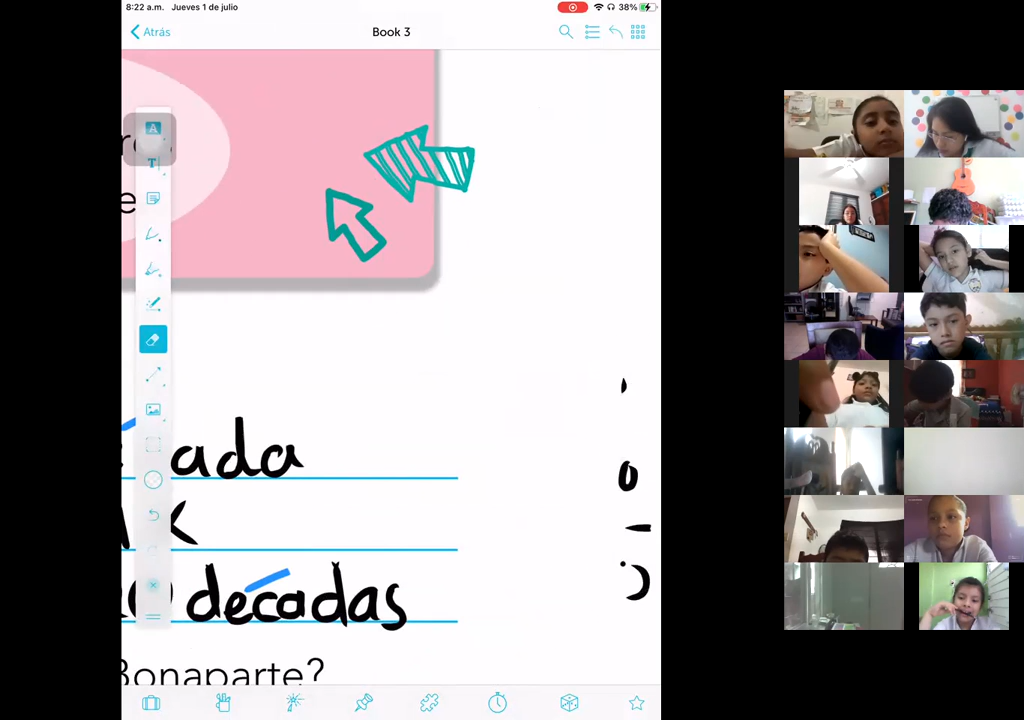 8:22 a.m. Jueves 1 de julio
38%
Atrás
Book 3
A
T
e
ada
K
décadas
Bonaparte?